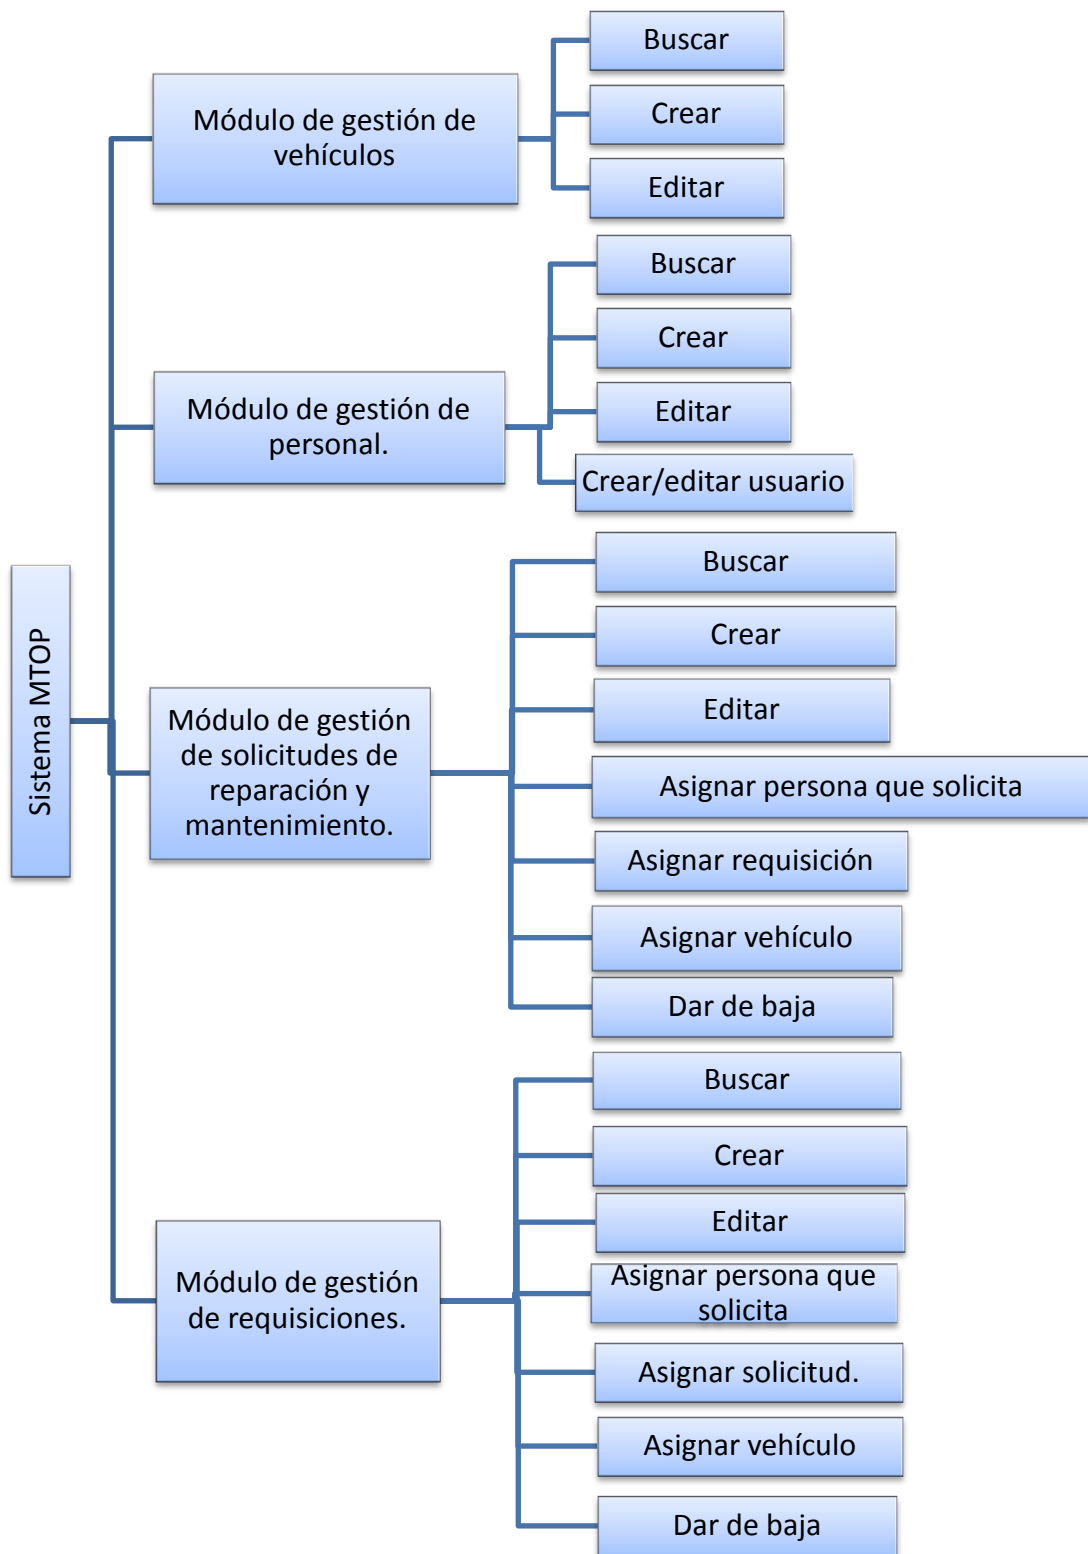 Sistema MTOP
Módulo de gestión de
vehículos
Buscar
Crear
Editar
Módulo de gestión de
personal.
Buscar
Crear
Editar
Crear/editar usuario
Módulo de gestión
de solicitudes de
reparación y
mantenimiento.
Buscar
Crear
Editar
Asignar persona que solicita
Asignar requisición
Asignar vehículo
Dar de baja
Módulo de gestión
de requisiciones.
Buscar
Crear
Editar
Asignar persona que
solicita
Asignar solicitud.
Asignar vehículo
Dar de baja